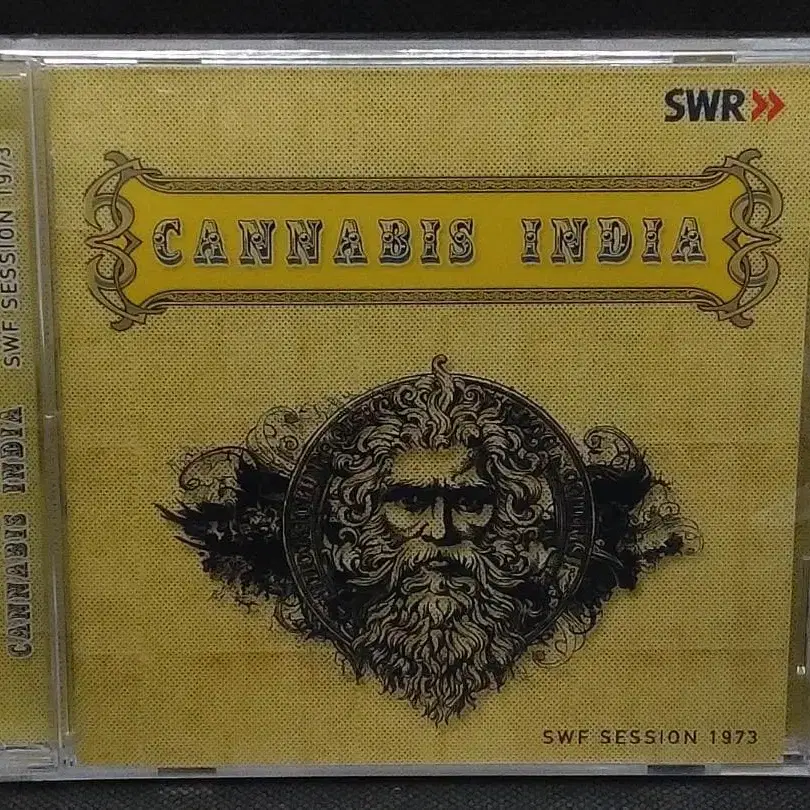 SWR
CANNABIS INDIA
SWF SESSION 1973
CANNABIS INDIA SWF SESSION 1973